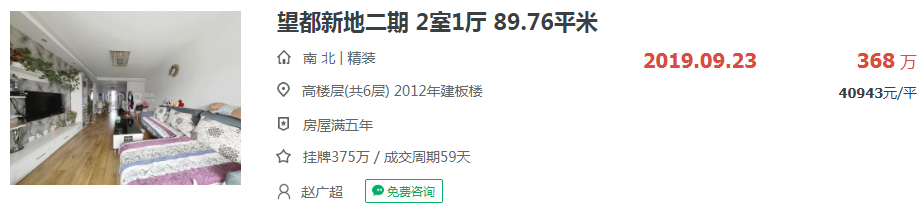 望都新地二期 2室1厅 89.76平米
南 北 | 精装
2019.09.23
368 万
高楼层(共6层) 2012年建板楼
40943元/平
房屋满五年
挂牌375万 / 成交周期59天
赵广超
免费咨询